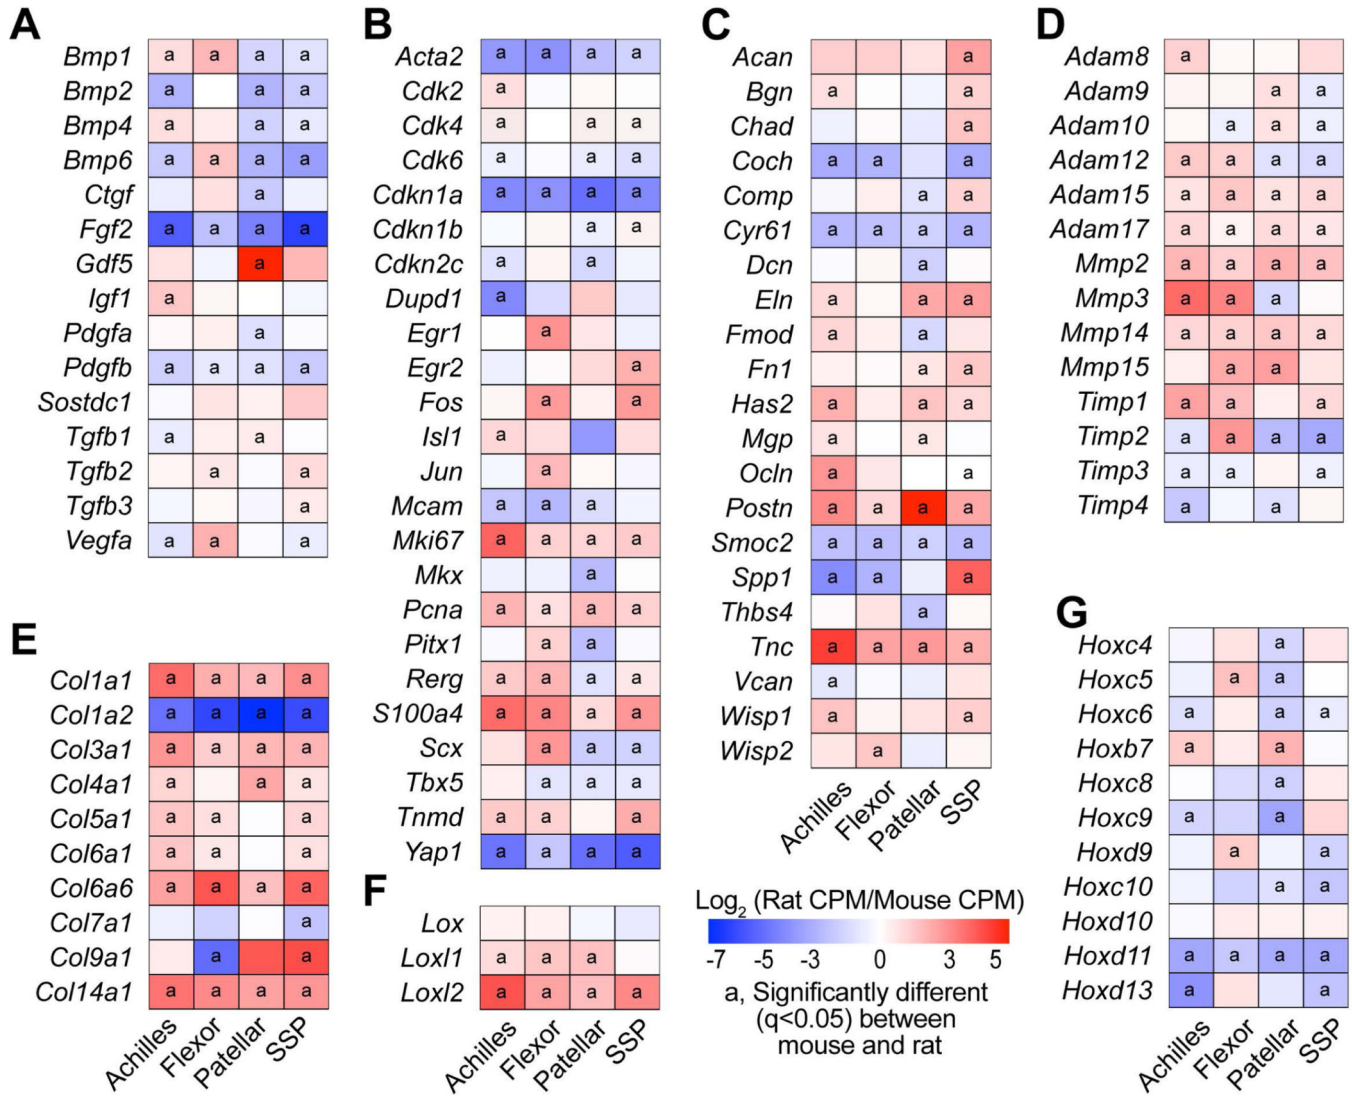 A
Bmp1 a a a a
Bmp2 a a a
Bmp4 a a a
Bmp6 a a a a
Ctgf a
Fgf2 a a a a
Gdf5 a
Igf1 a
Pdgfa a
Pdgfb a a a a
Sostdc1
Tgfb1 a a
Tgfb2 a a
Tgfb3 a
Vegfa a a a
B
Acta2 a a a a
Cdk2 a
Cdk4 a a a
Cdk6 a a a
Cdkn1a a a a a
Cdkn1b a a
Cdkn2c a a
Dupd1 a
Egr1 a
Egr2 a
Fos a a
Isl1 a
Jun a
Mcam a a a
Mki67 a a a a
Mkx a
Pcna a a a a
Pitx1 a a
Rerg a a a a
S100a4 a a a a
Scx a a a
Tbx5 a a a
Tnmd a a a
Yap1 a a a a
C
Acan a
Bgn a a
Chad a
Coch a a a
Comp a a
Cyr61 a a a a
Dcn a
Eln a a a
Fmod a a
Fn1 a a
Has2 a a a
Mgp a a
Ocln a a
Postn a a a a
Smoc2 a a a a
Spp1 a a a
Thbs4 a
Tnc a a a a
Vcan a
Wisp1 a a
Wisp2 a
Achilles Flexor Patellar SSP
D
Adam8 a
Adam9 a a
Adam10 a a a
Adam12 a a a a
Adam15 a a a a
Adam17 a a a a
Mmp2 a a a a
Mmp3 a a a
Mmp14 a a a a
Mmp15 a a
Timp1 a a a
Timp2 a a a a
Timp3 a a a
Timp4 a a
E
Col1a1 a a a a
Col1a2 a a a a
Col3a1 a a a a
Col4a1 a a a
Col5a1 a a a
Col6a1 a a a
Col6a6 a a a a
Col7a1 a
Col9a1 a a
Col14a1 a a a a
Achilles Flexor Patellar SSP
F
Lox
Loxl1 a a a
Loxl2 a a a a
Achilles Flexor Patellar SSP
Log2 (Rat CPM/Mouse CPM)
-7 -5 -3 0 3 5
a, Significantly different
(q<0.05) between
mouse and rat
G
Hoxc4 a
Hoxc5 a a
Hoxc6 a a a
Hoxb7 a a
Hoxc8 a
Hoxc9 a a
Hoxd9 a a
Hoxc10 a a
Hoxd10
Hoxd11 a a a a
Hoxd13 a a
Achilles Flexor Patellar SSP